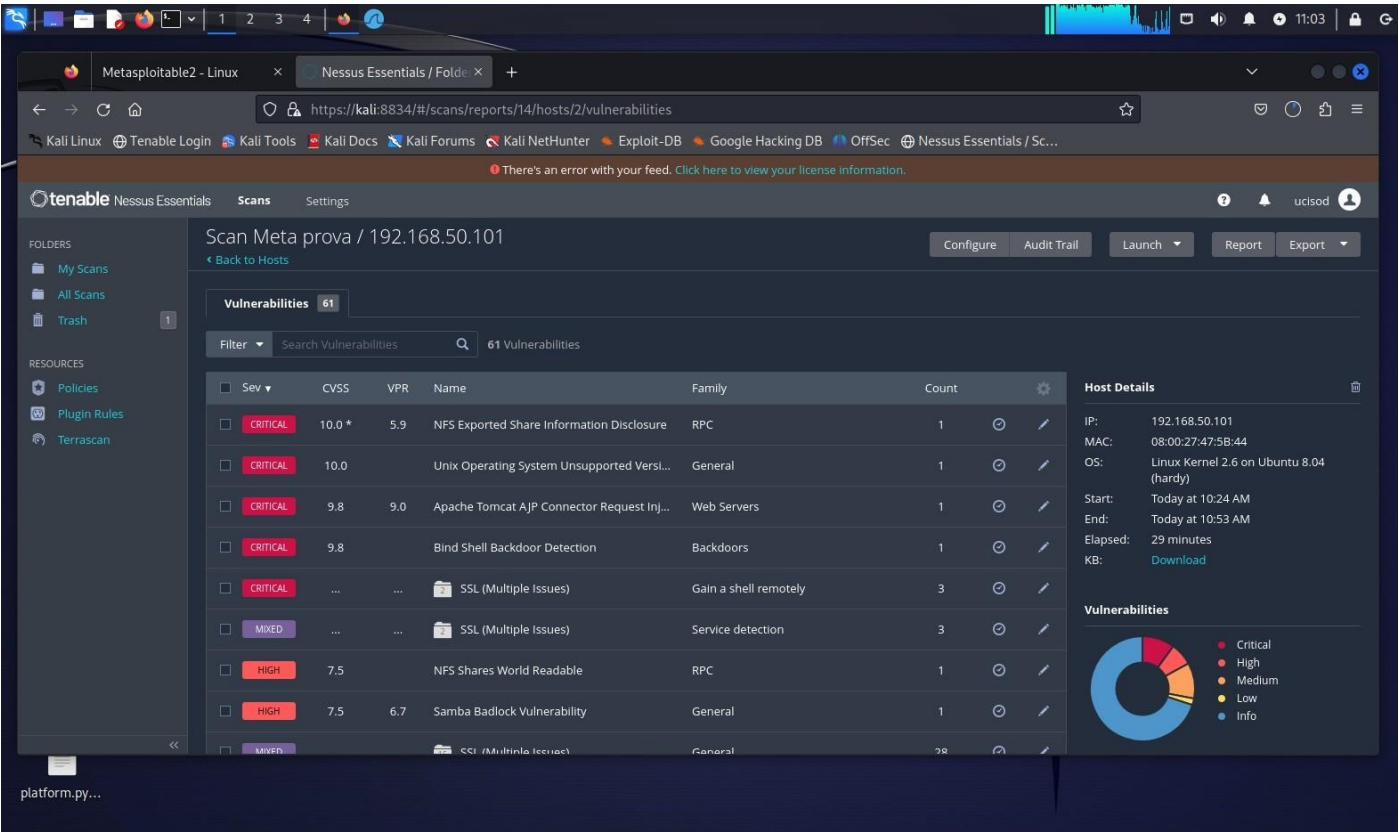 1 2 3 4 11:03
Metasploitable2 - Linux
Nessus Essentials / Folde
https://kali:8834/#/scans/reports/14/hosts/2/vulnerabilities
Kali Linux Tenable Login Kali Tools Kali Docs Kali Forums Kali NetHunter Exploit-DB Google Hacking DB OffSec Nessus Essentials / Sc...
There's an error with your feed. Click here to view your license information.
tenable Nessus Essentials Scans Settings ucisod
FOLDERS
My Scans
All Scans
Trash 1
RESOURCES
Policies
Plugin Rules
Terrascan
Scan Meta prova / 192.168.50.101
Back to Hosts
Configure Audit Trail Launch Report Export
Vulnerabilities 61
Filter Search Vulnerabilities 61 Vulnerabilities
Sev CVSS VPR Name Family Count
CRITICAL 10.0 * 5.9 NFS Exported Share Information Disclosure RPC 1
CRITICAL 10.0 Unix Operating System Unsupported Versi... General 1
CRITICAL 9.8 9.0 Apache Tomcat AJP Connector Request Inj... Web Servers 1
CRITICAL 9.8 Bind Shell Backdoor Detection Backdoors 1
CRITICAL ... ... 2 SSL (Multiple Issues) Gain a shell remotely 3
MIXED ... ... 2 SSL (Multiple Issues) Service detection 3
HIGH 7.5 NFS Shares World Readable RPC 1
HIGH 7.5 6.7 Samba Badlock Vulnerability General 1
MIXED SSL (Multiple Issues) General 28
Host Details
IP: 192.168.50.101
MAC: 08:00:27:47:5B:44
OS: Linux Kernel 2.6 on Ubuntu 8.04
(hardy)
Start: Today at 10:24 AM
End: Today at 10:53 AM
Elapsed: 29 minutes
KB: Download
Vulnerabilities
Critical
High
Medium
Low
Info
platform.py...